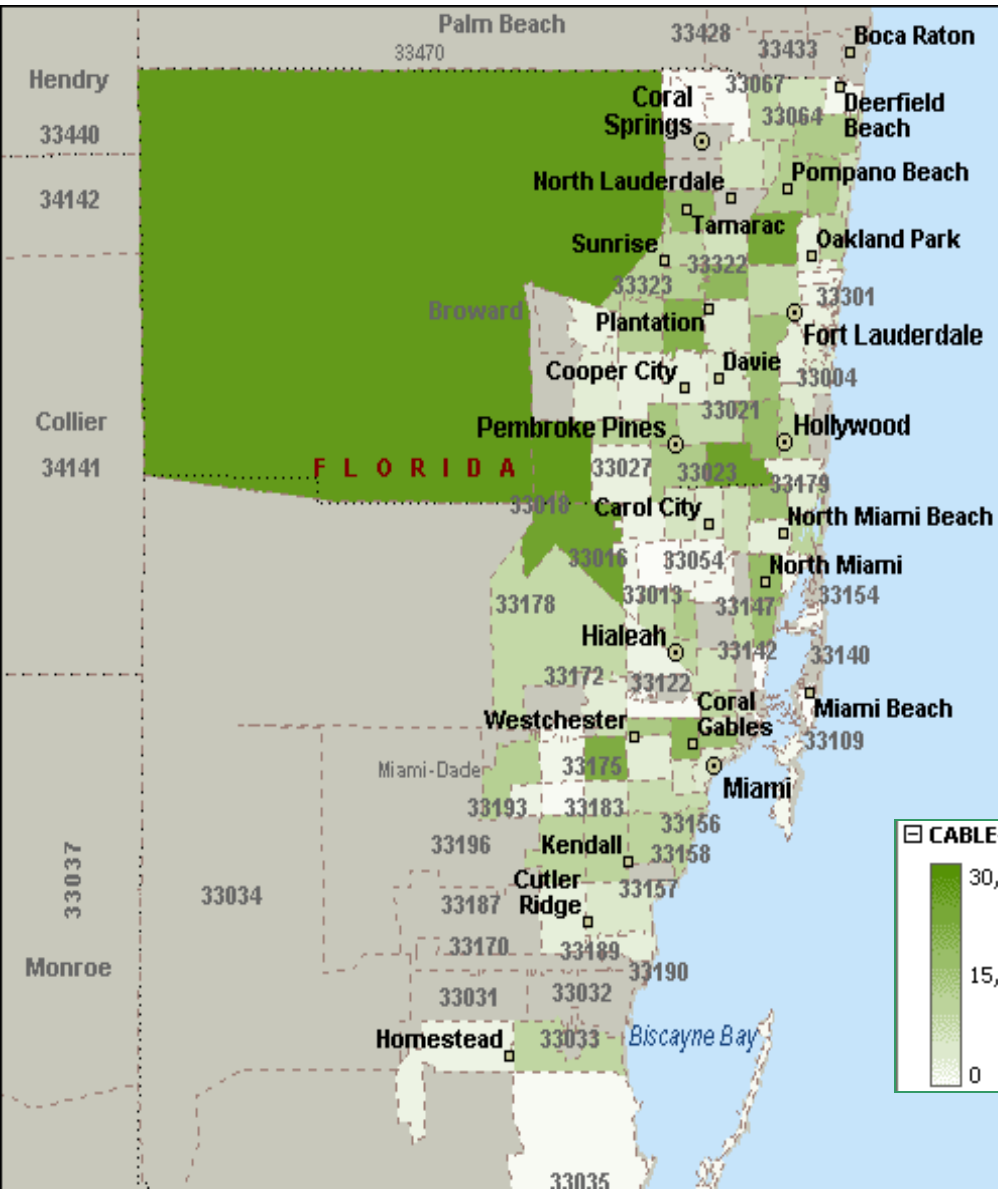 Palm Beach
33428
Boca Raton
33470
33433
Hendry
33067
Coral
Springs
Deerfield
Beach
33064
33440
Pompano Beach
North Lauderdale
34142
Tamarac
Oakland Park
Sunrise
33322
33323
33301
Broward
Plantation
Fort Lauderdale
Cooper City
Davie
33004
33021
Collier
Pembroke Pines
Hollywood
34141
FLORIDA
33027
33023
33179
33018
Carol City
North Miami Beach
33016
33054
North Miami
33178
33013
33147
33154
Hialeah
33142
33140
33172
33122
Westchester
Coral
Gables
Miami Beach
33109
Miami-Dade
33175
Miami
33193
33183
33156
CABLE
33196
Kendall
33158
30,
33037
33034
Cutler
Ridge
33157
33187
33170
33189
Monroe
33190
15,
33031
33032
Homestead
33033
Biscayne Bay
0
33035